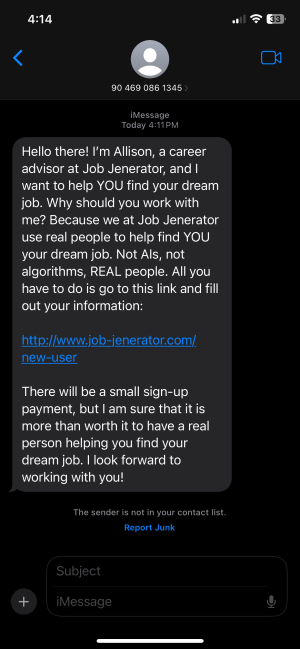 4:14
33
90 469 086 1345
iMessage
Today 4:11 PM
Hello there! I'm Allison, a career
advisor at Job Jenerator, and I
want to help YOU find your dream
job. Why should you work with
me? Because we at Job Jenerator
use real people to help find YOU
your dream job. Not AIs, not
algorithms, REAL people. All you
have to do is go to this link and fill
out your information:
http://www.job-jenerator.com/
new-user
There will be a small sign-up
payment, but I am sure that it is
more than worth it to have a real
person helping you find your
dream job. I look forward to
working with you!
The sender is not in your contact list.
Report Junk
Subject
iMessage